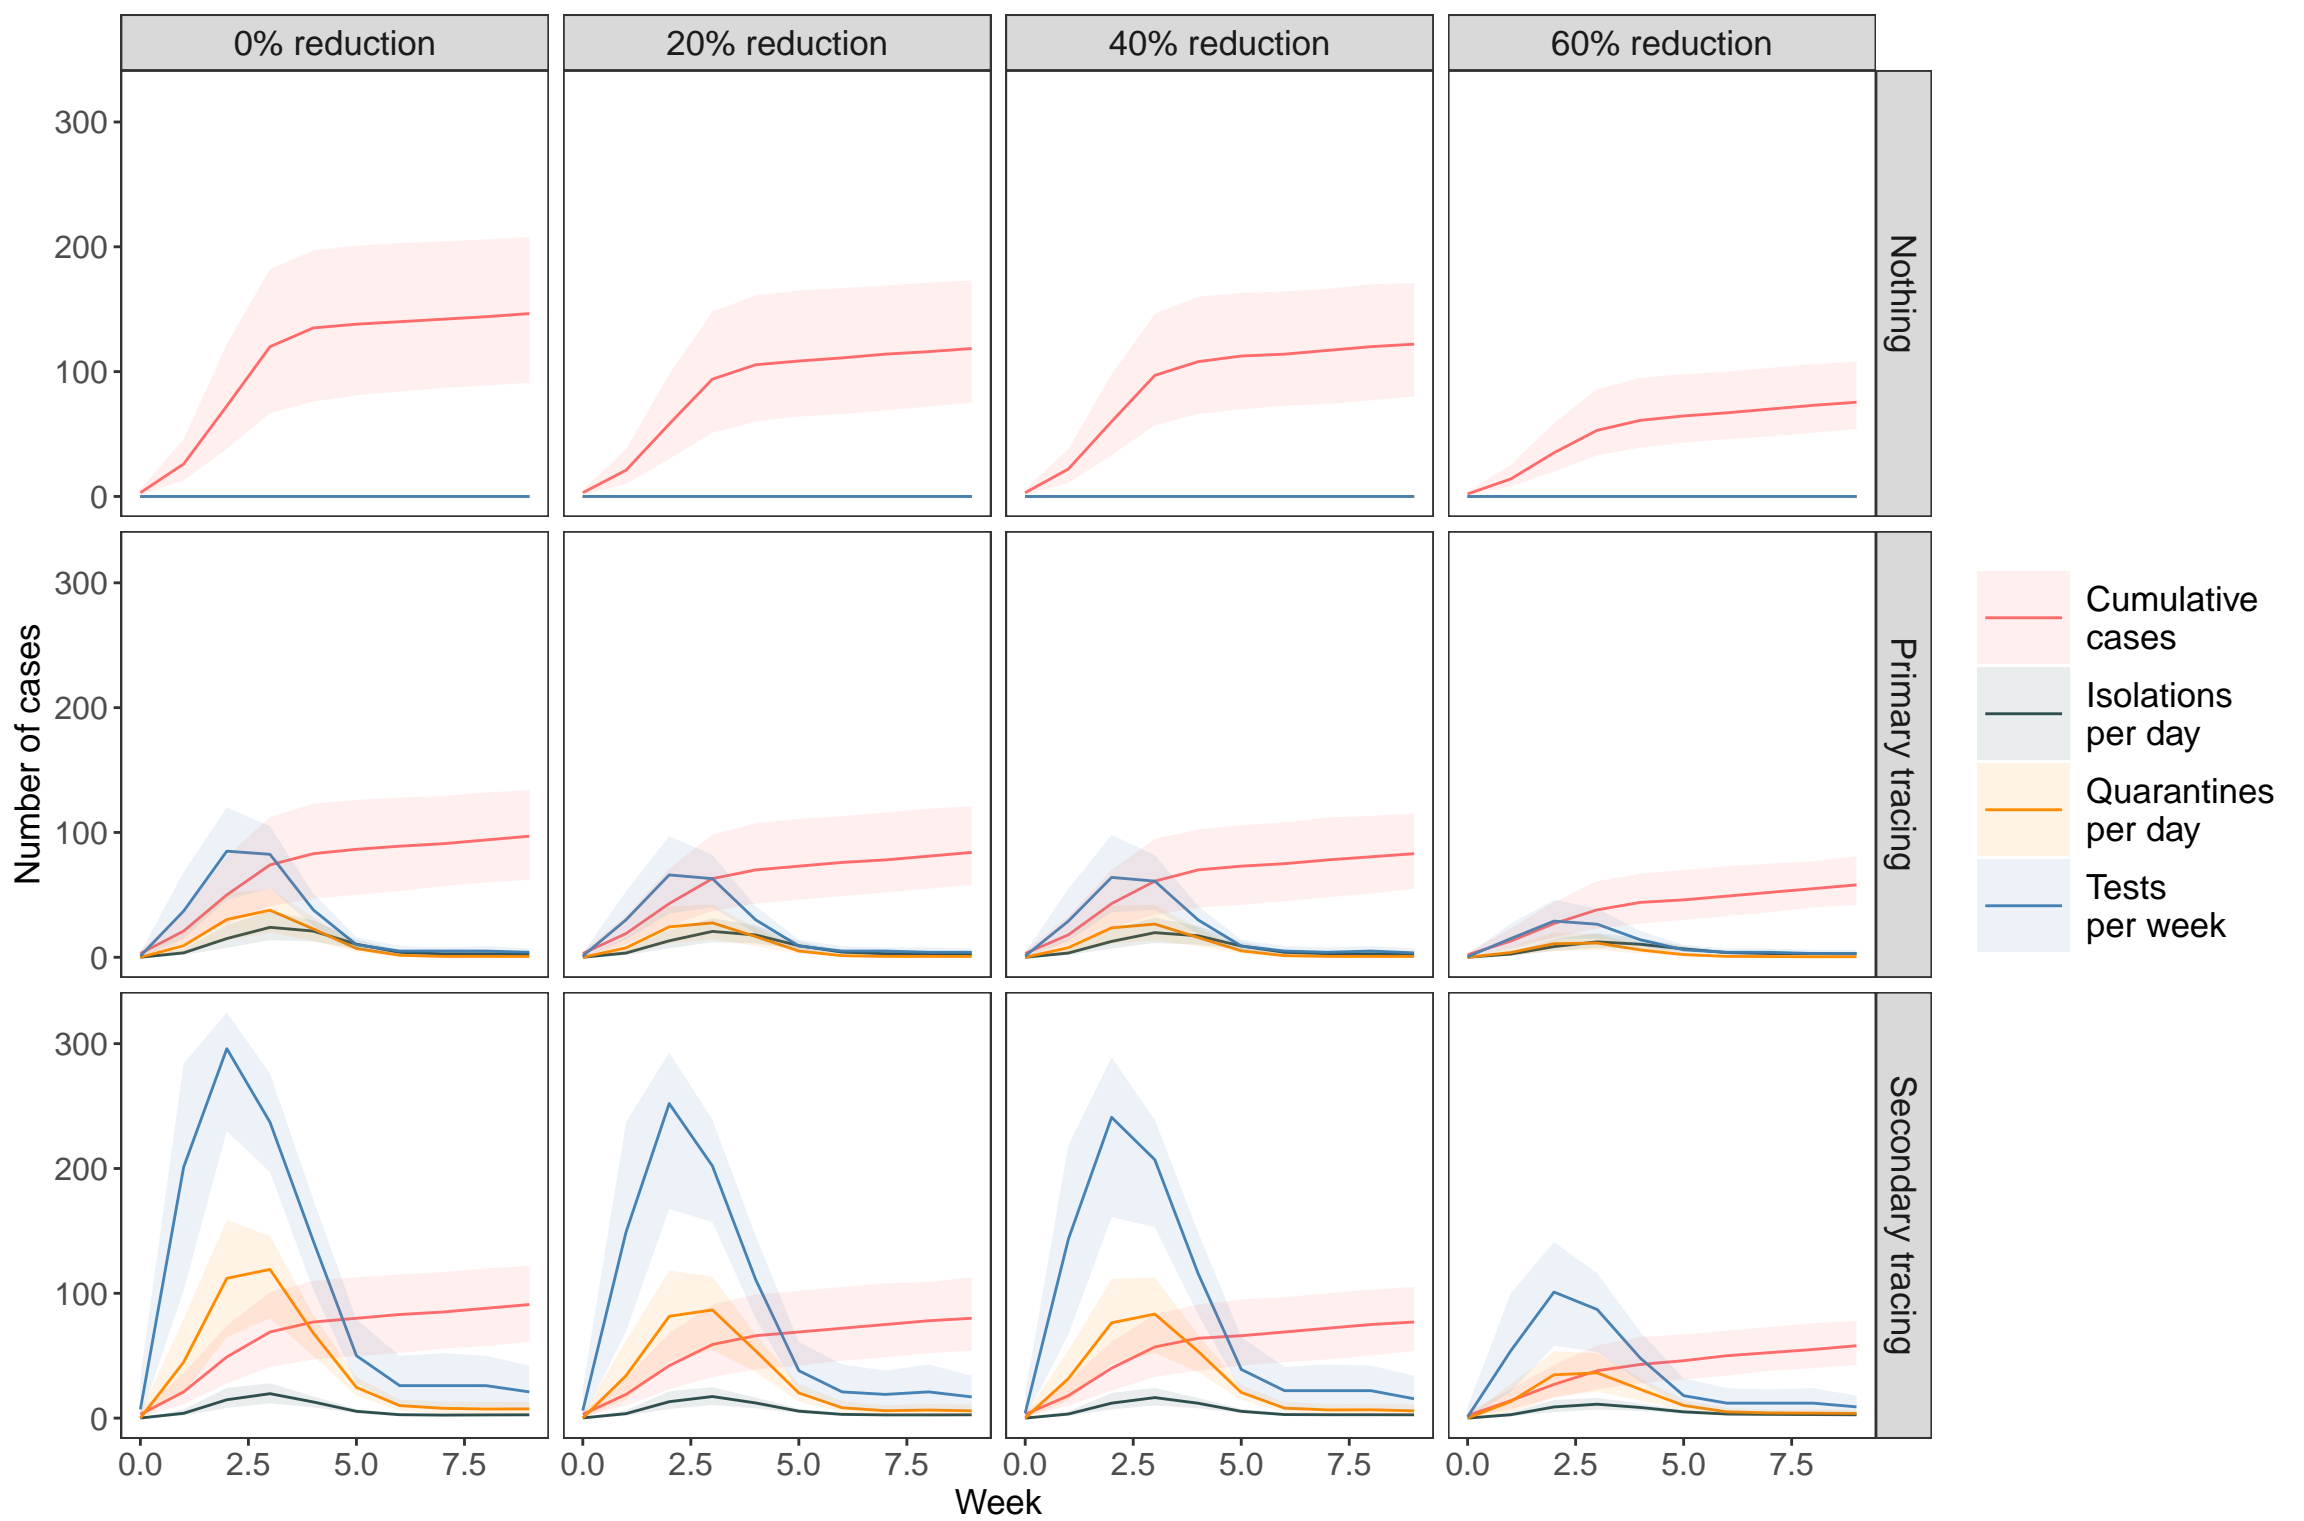 0% reduction
20% reduction
40% reduction
60% reduction
300
200
100
0
Nothing
300
200
100
0
Primary tracing
300
200
100
0
Secondary tracing
0.0
2.5
5.0
7.5
0.0
2.5
5.0
7.5
0.0
2.5
5.0
7.5
0.0
2.5
5.0
7.5
Week
Number of cases
Cumulative
cases
Isolations
per day
Quarantines
per day
Tests
per week